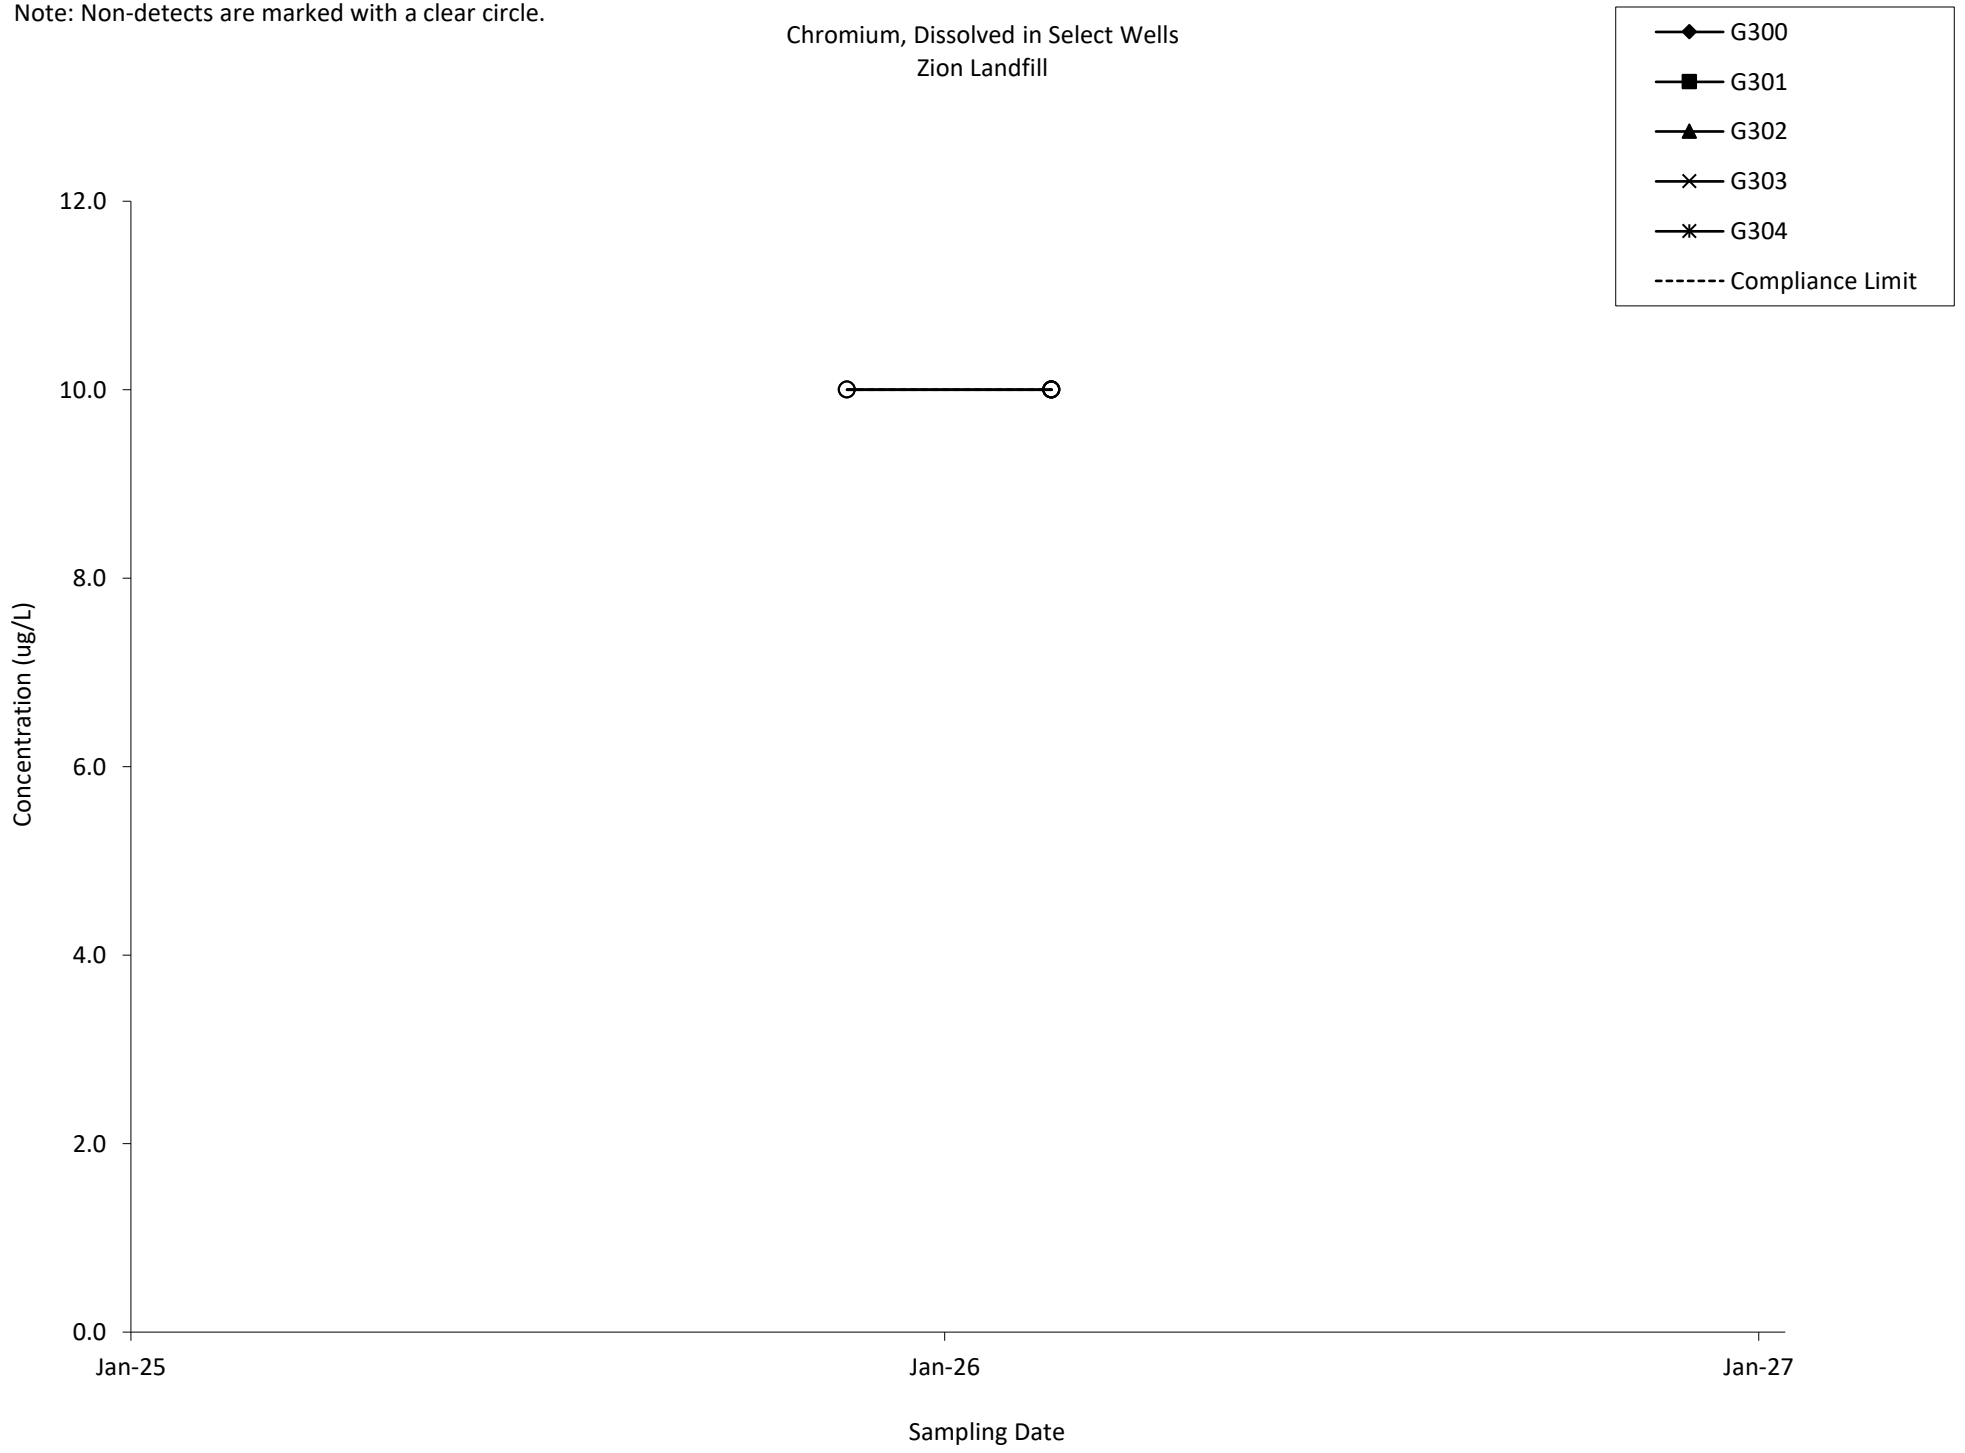 Note: Non-detects are marked with a clear circle.
Chromium, Dissolved in Select Wells
Zion Landfill
G300
G301
G302
G303
G304
Compliance Limit
12.0
10.0
8.0
6.0
4.0
2.0
0.0
Concentration (ug/L)
Jan-25
Jan-26
Jan-27
Sampling Date